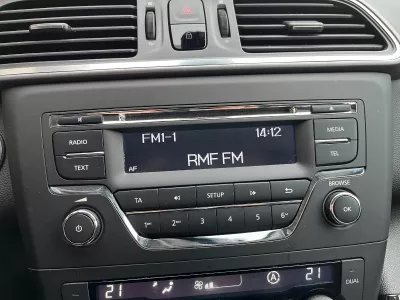 FM1-1 14:12
RMF FM
AF
RADIO
TEXT
MEDIA
TEL
TA SETUP
1 2 3 4 5 6
BROWSE
OK
21 21
A
DUAL